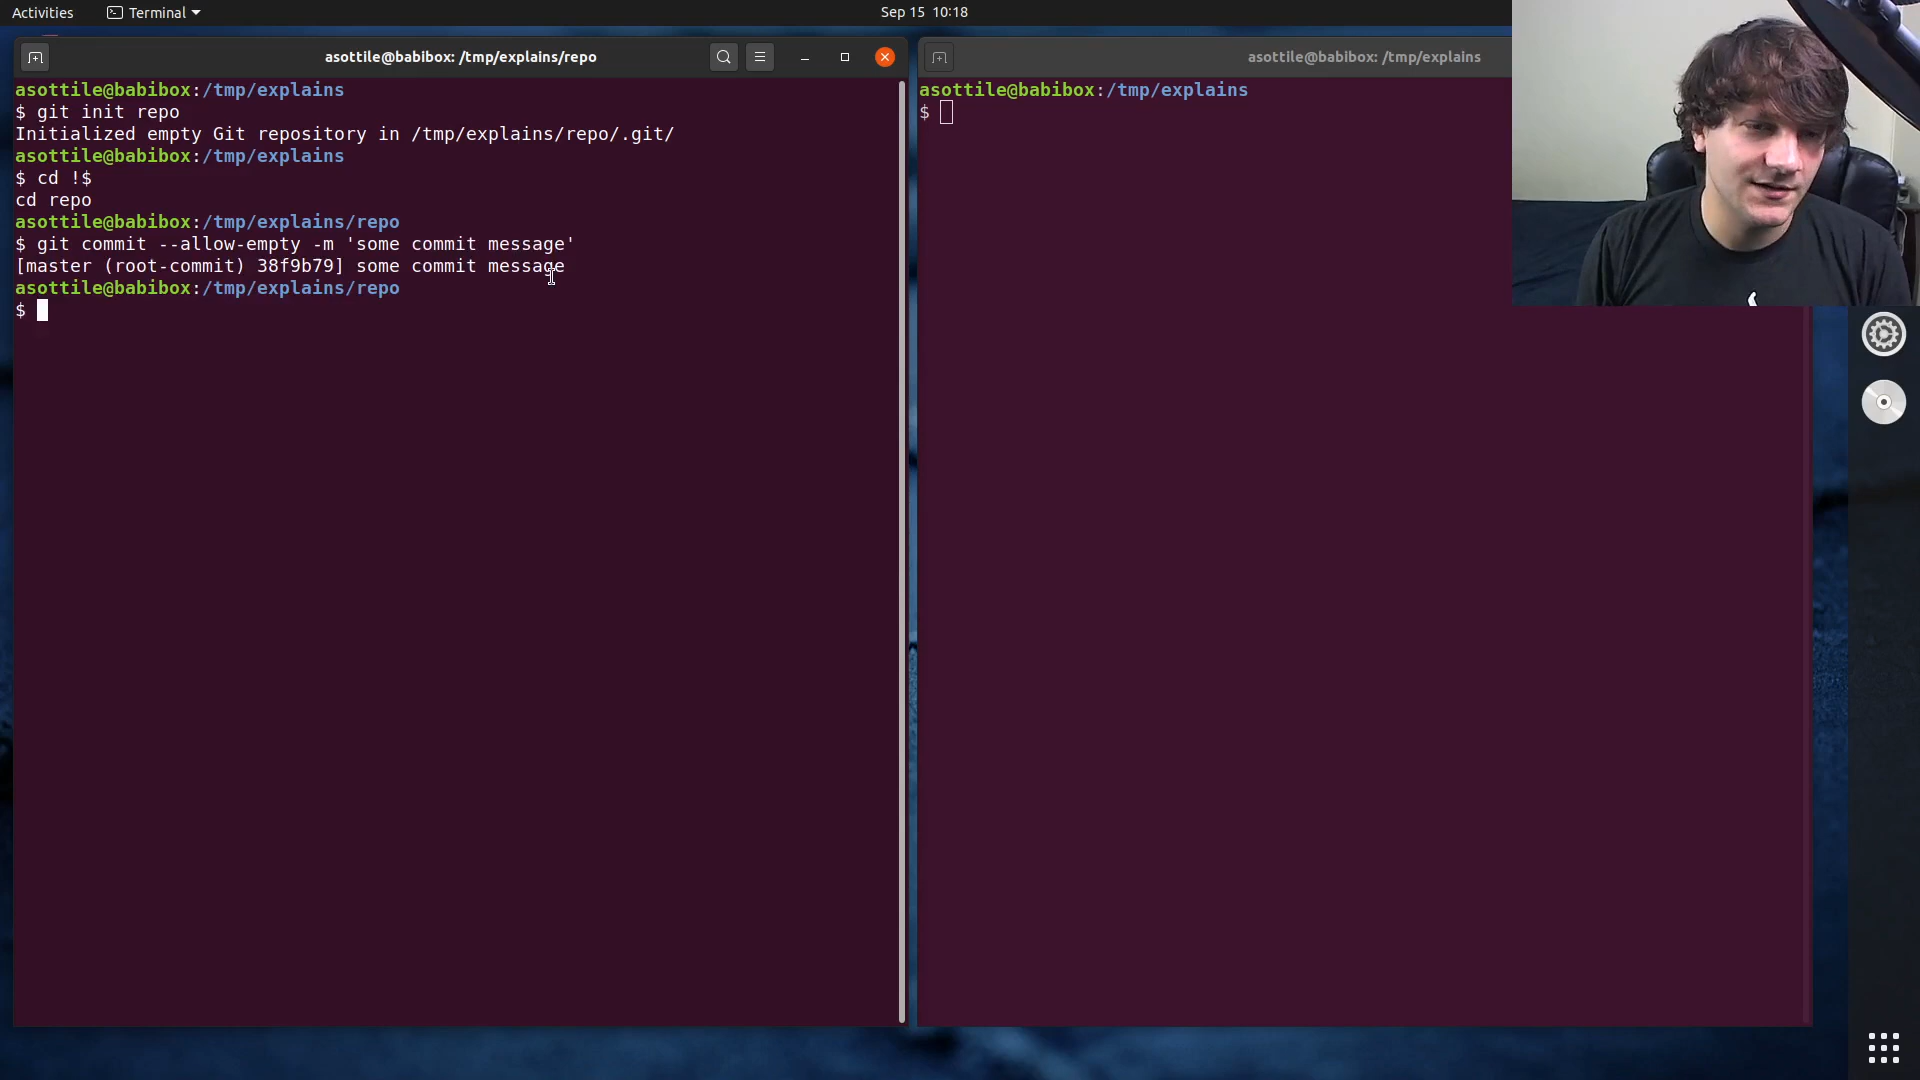 Activities
Terminal
Sep 15 10:18
asottile@babibox: /tmp/explains/repo
asottile@babibox:/tmp/explains
$ git init repo
Initialized empty Git repository in /tmp/explains/repo/.git/
asottile@babibox:/tmp/explains
$ cd !$
cd repo
asottile@babibox:/tmp/explains/repo
$ git commit --allow-empty -m 'some commit message'
[master (root-commit) 38f9b79] some commit message
asottile@babibox:/tmp/explains/repo
$
asottile@babibox: /tmp/explains
asottile@babibox:/tmp/explains
$